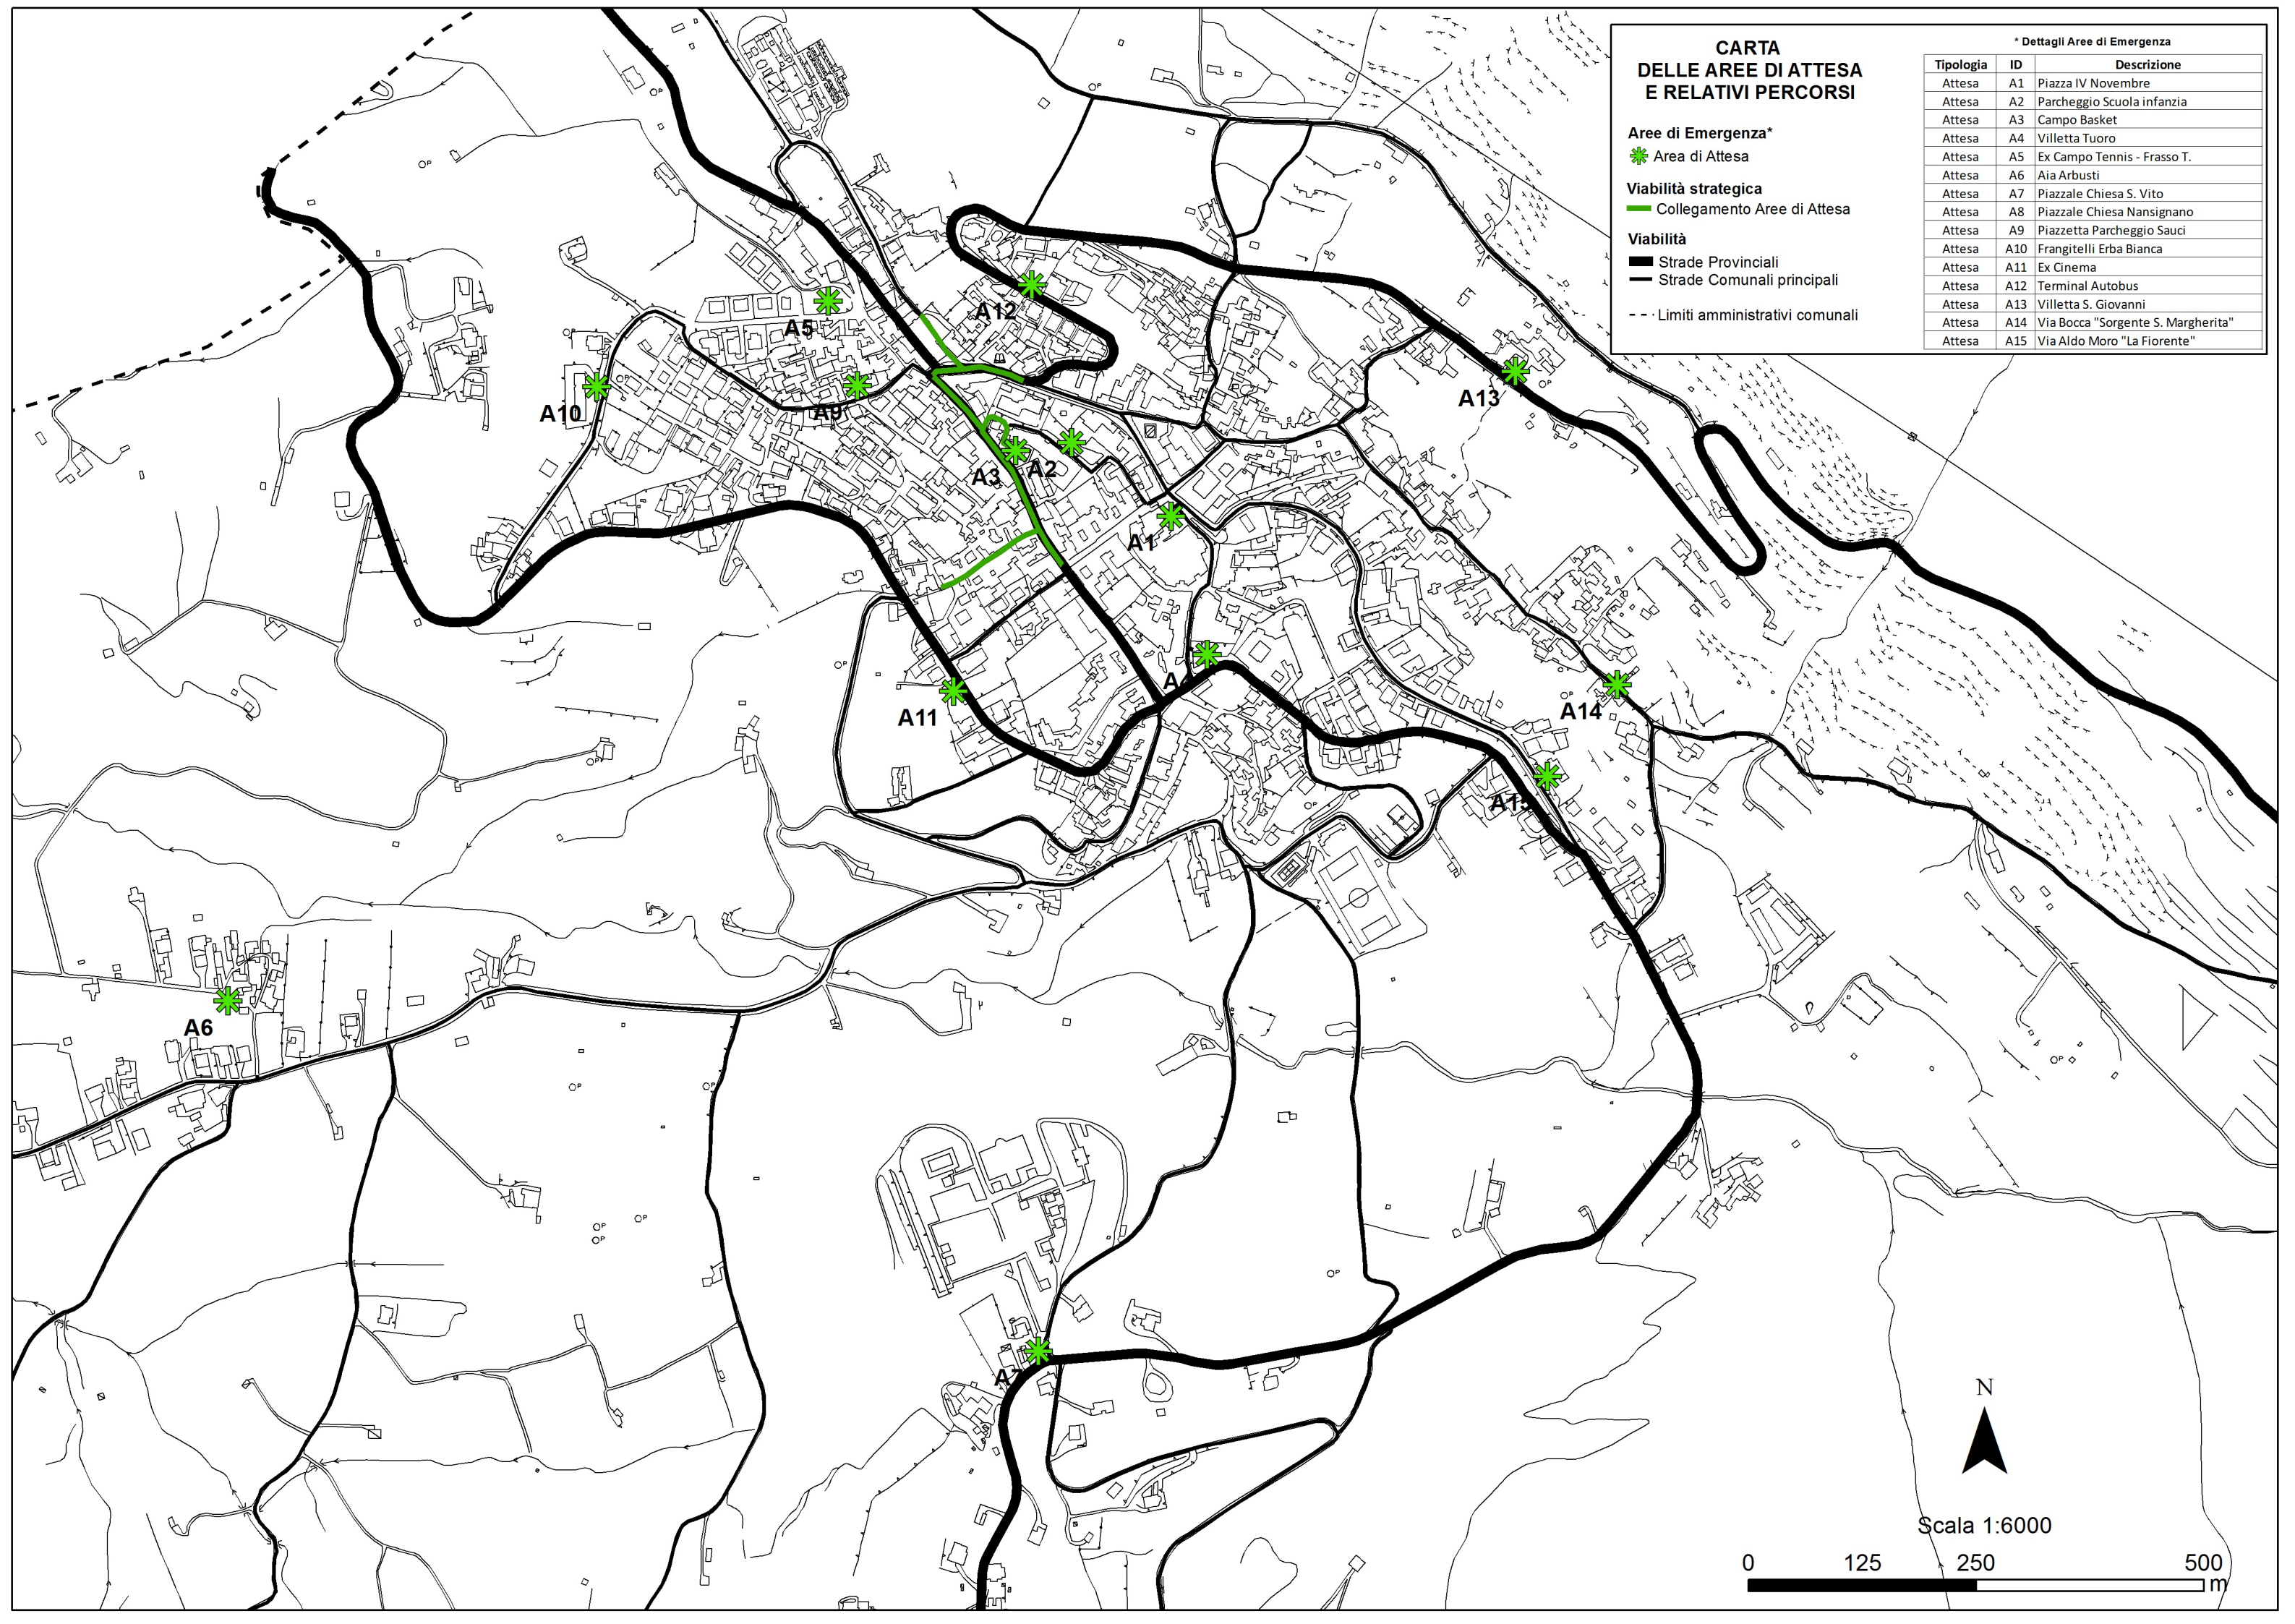 CARTA
DELLE AREE DI ATTESA
E RELATIVI PERCORSI
Aree di Emergenza*
Area di Attesa
Viabilità strategica
Collegamento Aree di Attesa
Viabilità
Strade Provinciali
Strade Comunali principali
Limiti amministrativi comunali
* Dettagli Aree di Emergenza
Tipologia ID Descrizione
Attesa A1 Piazza IV Novembre
Attesa A2 Parcheggio Scuola infanzia
Attesa A3 Campo Basket
Attesa A4 Villetta Tuoro
Attesa A5 Ex Campo Tennis - Frasso T.
Attesa A6 Aia Arbusti
Attesa A7 Piazzale Chiesa S. Vito
Attesa A8 Piazzale Chiesa Nansignano
Attesa A9 Piazzetta Parcheggio Sauci
Attesa A10 Frangitelli Erba Bianca
Attesa A11 Ex Cinema
Attesa A12 Terminal Autobus
Attesa A13 Villetta S. Giovanni
Attesa A14 Via Bocca "Sorgente S. Margherita"
Attesa A15 Via Aldo Moro "La Fiorente"
A12
A5
A13
A10
A9
A3
A2
A1
A4
A14
A11
A15
A6
A7
N
Scala 1:6000
0 125 250 500
m